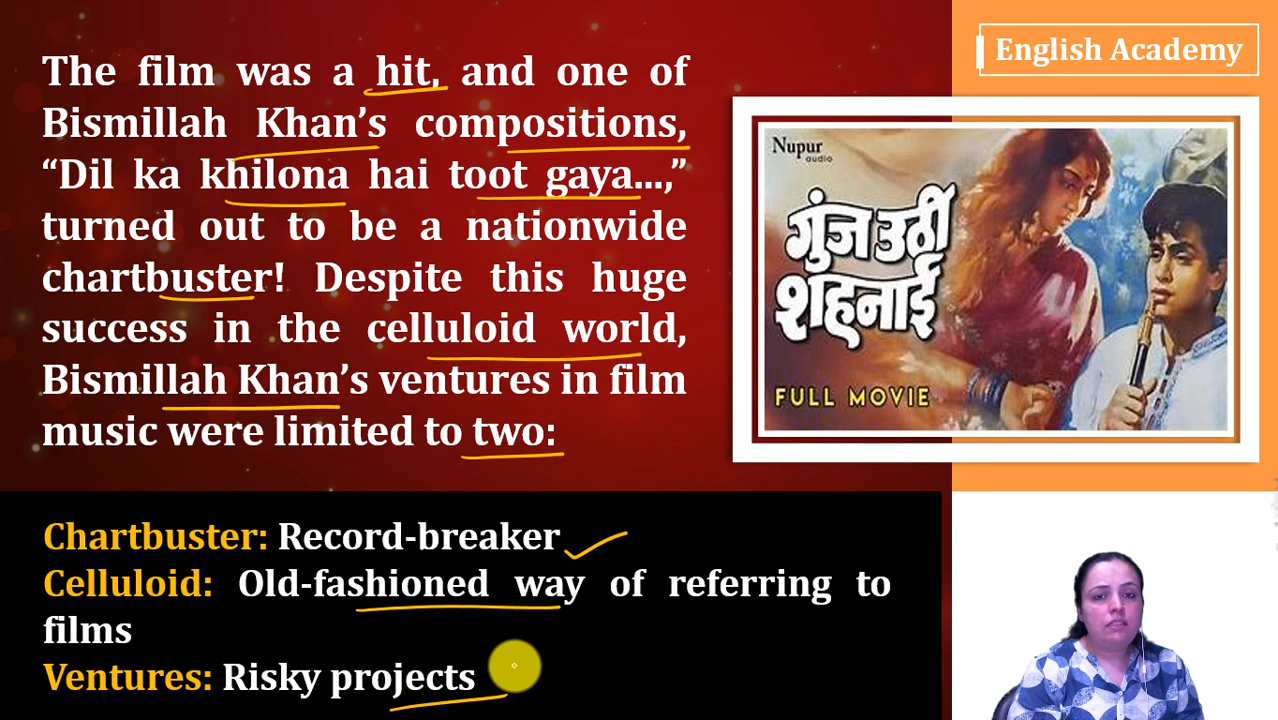 The film was a hit, and one of
Bismillah Khan’s compositions,
“Dil ka khilona hai toot gaya…,”
turned out to be a nationwide
chartbuster! Despite this huge
success in the celluloid world,
Bismillah Khan’s ventures in film
music were limited to two:
English Academy
Nupur
audio
गुंज उठी
शहनाई
FULL MOVIE
Chartbuster: Record-breaker
Celluloid: Old-fashioned way of referring to
films
Ventures: Risky projects